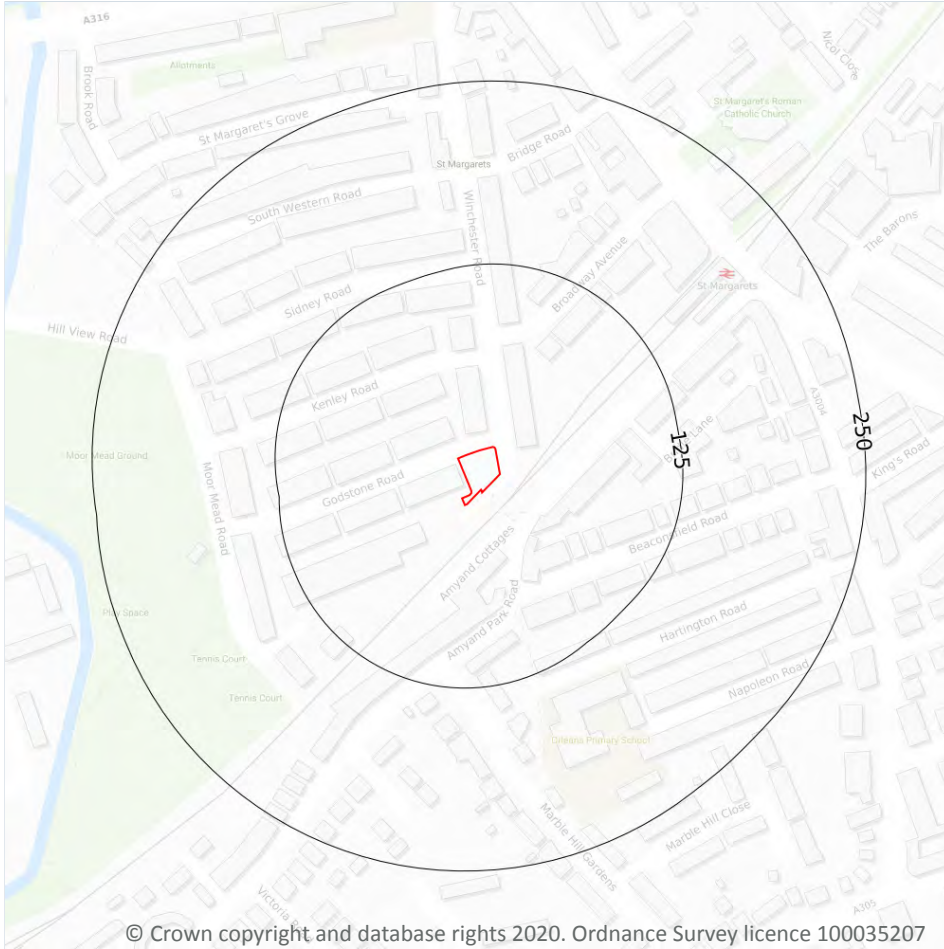 A316
Nicol Close
Allotments
Brook Road
St Margaret's Roman
Catholic Church
St Margaret's Grove
Bridge Road
St Margarets
South Western Road
Winchester Road
The Barons
Broadway Avenue
St Margarets
Sidney Road
Hill View Road
Kenley Road
A3004
250
125
Lane
King's Road
Moor Mead Ground
Moor Mead Road
Godstone Road
Beaconsfield Road
Amyand Cottages
Play Space
Amyand Park Road
Hartington Road
Tennis Court
Napoleon Road
Tennis Court
Orleans Primary School
Marble Hill Gardens
Marble Hill Close
Victoria
A305
© Crown copyright and database rights 2020. Ordnance Survey licence 100035207